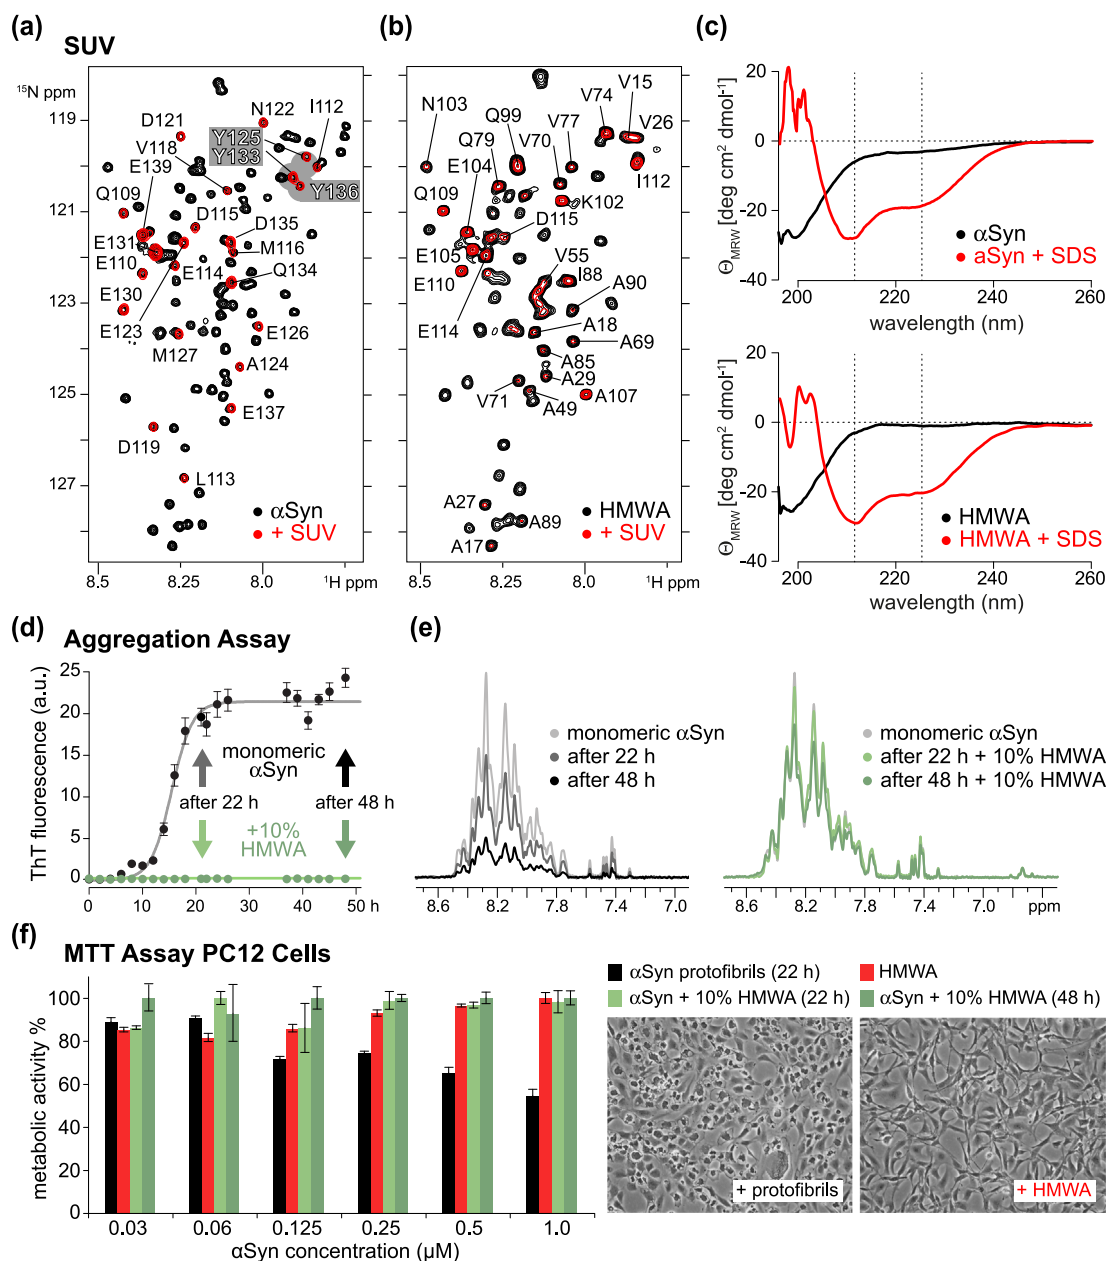 (a)
SUV
¹⁵N ppm
119
121
123
125
127
D121
N122
I112
V118
Y125
Y133
E139
Y136
Q109
D115
D135
E131
M116
E110
E114
Q134
E130
E123
E126
M127
A124
E137
D119
L113
αSyn
+ SUV
8.5
8.25
8.0
¹H ppm
(b)
N103
Q99
V77
V74
V15
Q79
V70
V26
E104
I112
Q109
K102
D115
E105
V55
I88
E110
A90
E114
A18
A69
A85
A29
V71
A49
A107
A27
A89
A17
HMWA
+ SUV
8.5
8.25
8.0
¹H ppm
(c)
Θ MRW [deg cm² dmol⁻¹]
20
0
-20
-40
αSyn
aSyn + SDS
200
220
240
260
wavelength (nm)
Θ MRW [deg cm² dmol⁻¹]
20
0
-20
-40
HMWA
HMWA + SDS
200
220
240
260
wavelength (nm)
(d)
Aggregation Assay
ThT fluorescence (a.u.)
25
20
15
10
5
0
monomeric
αSyn
after 22 h
after 48 h
+10%
HMWA
0
10
20
30
40
50 h
(e)
monomeric αSyn
after 22 h
after 48 h
8.6
8.2
7.8
7.4
7.0
monomeric αSyn
after 22 h + 10% HMWA
after 48 h + 10% HMWA
8.6
8.2
7.8
7.4
7.0
ppm
(f)
MTT Assay PC12 Cells
metabolic activity %
100
80
60
40
20
0
0.03
0.06
0.125
0.25
0.5
1.0
αSyn concentration (µM)
αSyn protofibrils (22 h)
HMWA
αSyn + 10% HMWA (22 h)
αSyn + 10% HMWA (48 h)
+ protofibrils
+ HMWA